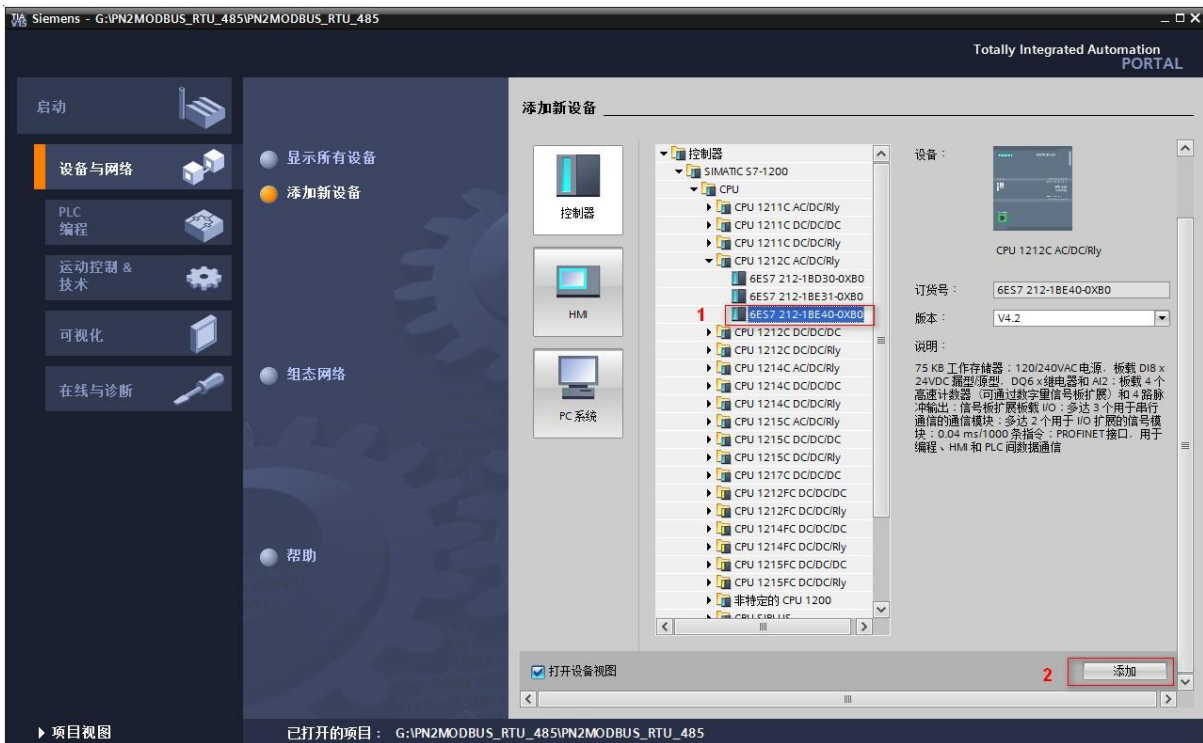 Siemens - G:\PN2MODBUS_RTU_485\PN2MODBUS_RTU_485
Totally Integrated Automation
PORTAL
启动
设备与网络
PLC
编程
运动控制 &
技术
可视化
在线与诊断
显示所有设备
添加新设备
组态网络
帮助
添加新设备
控制器
HMI
PC 系统
控制器
SIMATIC S7-1200
CPU
CPU 1211C AC/DC/Rly
CPU 1211C DC/DC/DC
CPU 1211C DC/DC/Rly
CPU 1212C AC/DC/Rly
6ES7 212-1BD30-0XB0
6ES7 212-1BE31-0XB0
1 6ES7 212-1BE40-0XB0
CPU 1212C DC/DC/DC
CPU 1212C DC/DC/Rly
CPU 1214C AC/DC/Rly
CPU 1214C DC/DC/DC
CPU 1214C DC/DC/Rly
CPU 1215C AC/DC/Rly
CPU 1215C DC/DC/DC
CPU 1215C DC/DC/Rly
CPU 1217C DC/DC/DC
CPU 1212FC DC/DC/DC
CPU 1212FC DC/DC/Rly
CPU 1214FC DC/DC/DC
CPU 1214FC DC/DC/Rly
CPU 1215FC DC/DC/DC
CPU 1215FC DC/DC/Rly
非特定的 CPU 1200
CPU SIPLUS
设备：
CPU 1212C AC/DC/Rly
订货号： 6ES7 212-1BE40-0XB0
版本： V4.2
说明：
75 KB 工作存储器；120/240VAC 电源，板载 DI8 x
24VDC 漏型/源型，DQ6 x 继电器和 AI2；板载 4 个
高速计数器（可通过数字量信号板扩展）和 4 路脉
冲输出；信号板扩展板载 I/O；多达 3 个用于串行
通信的通信模块；多达 2 个用于 I/O 扩展的信号模
块；0.04 ms/1000 条指令；PROFINET 接口，用于
编程、HMI 和 PLC 间数据通信
打开设备视图
2 添加
项目视图
已打开的项目： G:\PN2MODBUS_RTU_485\PN2MODBUS_RTU_485